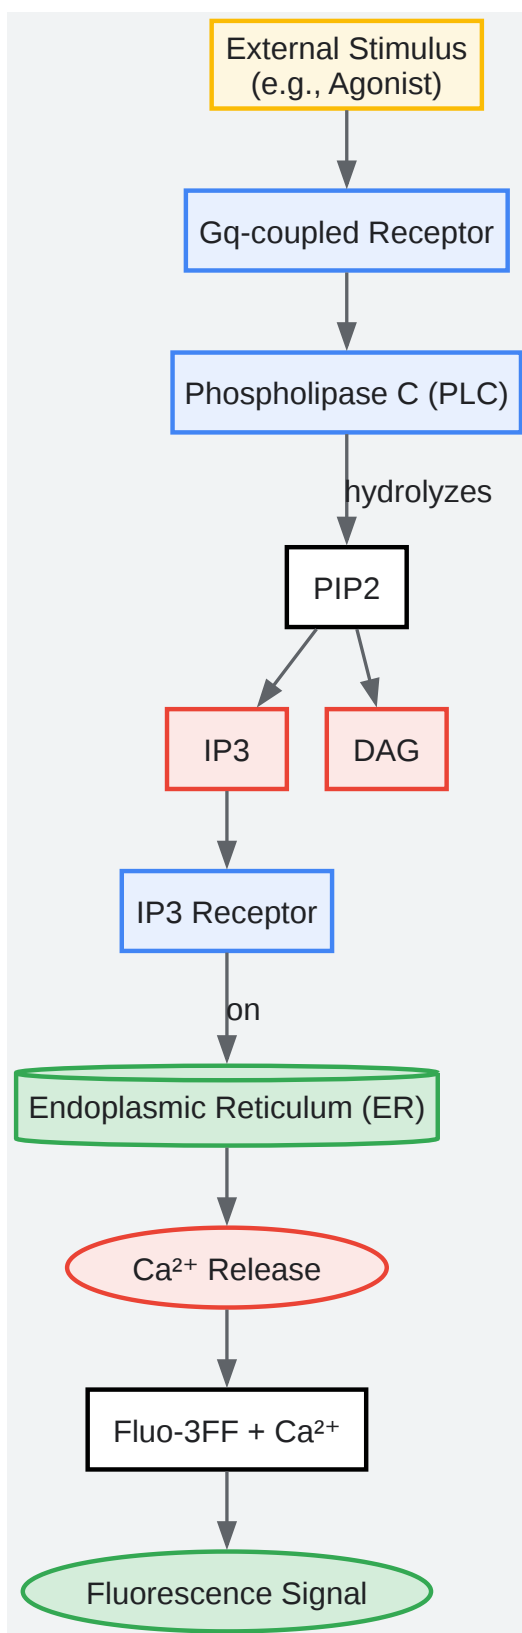 External Stimulus
(e.g., Agonist)
Gq-coupled Receptor
Phospholipase C (PLC)
hydrolyzes
PIP2
IP3
DAG
IP3 Receptor
on
Endoplasmic Reticulum (ER)
Ca²⁺ Release
Fluo-3FF + Ca²⁺
Fluorescence Signal